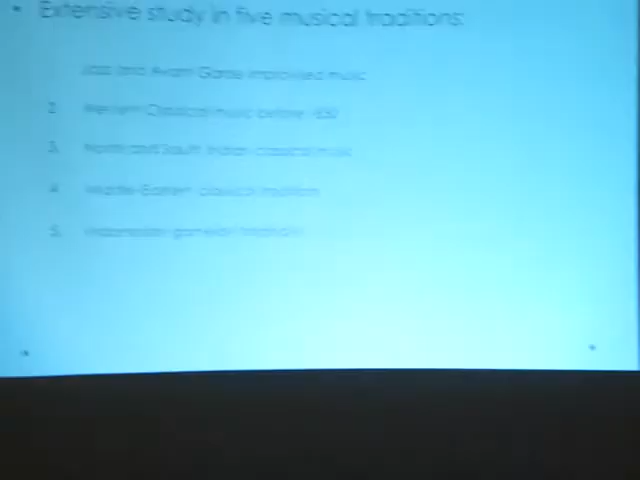 • Extensive study in five musical traditions:
Jazz and Avant Garde improvised music
2. Western Classical music before
3. North and South Indian classical music
4. Middle-Eastern classical traditions
5. Indonesian gamelan traditions